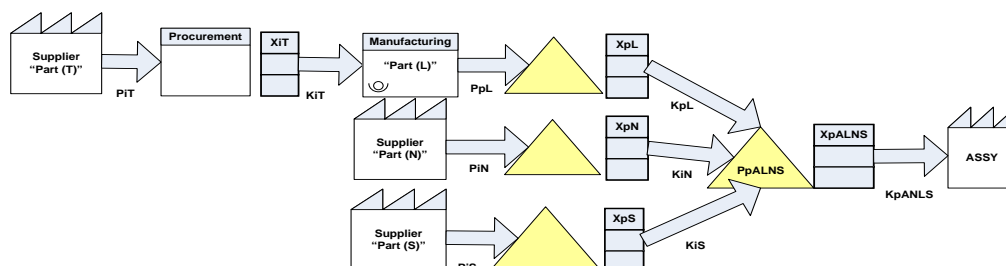 Procurement
XiT
Manufacturing
XpL
Supplier
"Part (T)"
"Part (L)"
PiT
KiT
PpL
KpL
Supplier
"Part (N)"
XpN
PiN
KiN
PpALNS
XpALNS
ASSY
KpANLS
Supplier
"Part (S)"
XpS
KiS
PiS